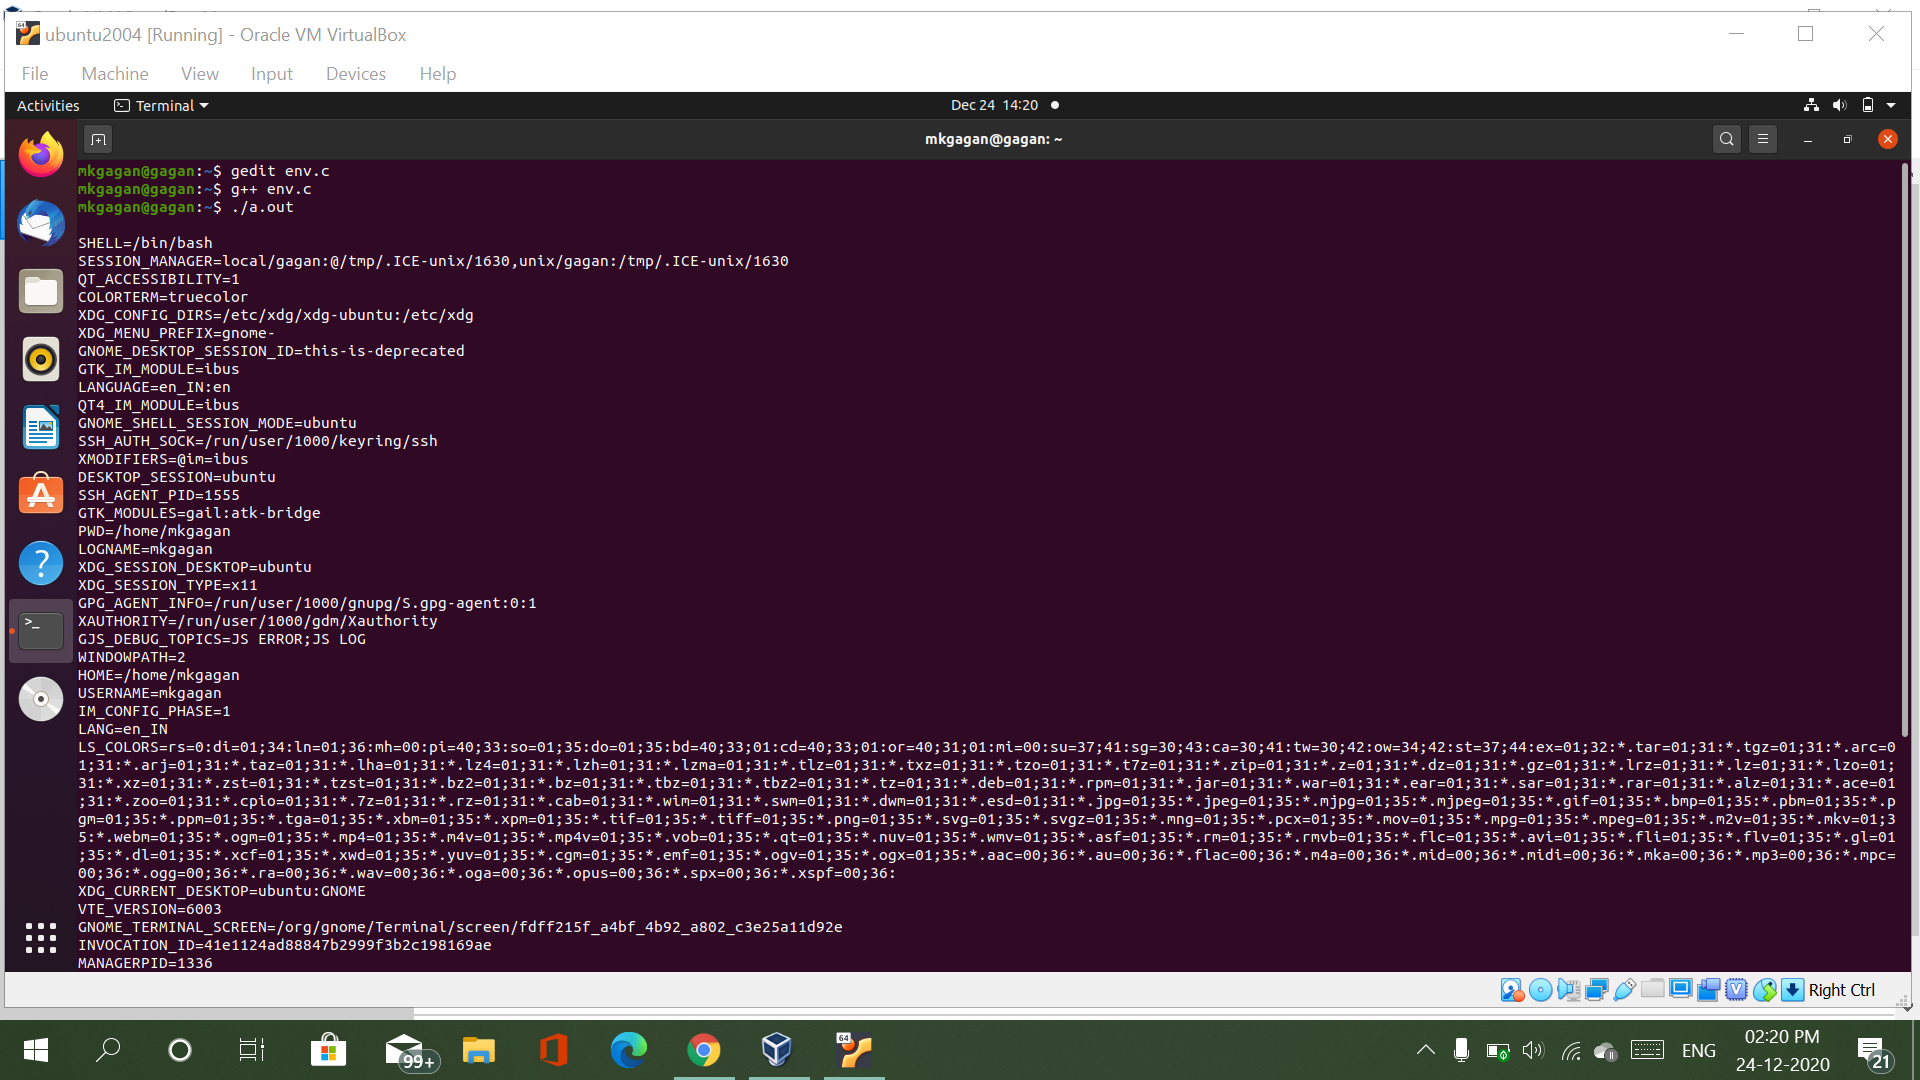 ubuntu2004 [Running] - Oracle VM VirtualBox
File Machine View Input Devices Help
Activities Terminal Dec 24 14:20
mkgagan@gagan: ~
mkgagan@gagan:~$ gedit env.c
mkgagan@gagan:~$ g++ env.c
mkgagan@gagan:~$ ./a.out
SHELL=/bin/bash
SESSION_MANAGER=local/gagan:@/tmp/.ICE-unix/1630,unix/gagan:/tmp/.ICE-unix/1630
QT_ACCESSIBILITY=1
COLORTERM=truecolor
XDG_CONFIG_DIRS=/etc/xdg/xdg-ubuntu:/etc/xdg
XDG_MENU_PREFIX=gnome-
GNOME_DESKTOP_SESSION_ID=this-is-deprecated
GTK_IM_MODULE=ibus
LANGUAGE=en_IN:en
QT4_IM_MODULE=ibus
GNOME_SHELL_SESSION_MODE=ubuntu
SSH_AUTH_SOCK=/run/user/1000/keyring/ssh
XMODIFIERS=@im=ibus
DESKTOP_SESSION=ubuntu
SSH_AGENT_PID=1555
GTK_MODULES=gail:atk-bridge
PWD=/home/mkgagan
LOGNAME=mkgagan
XDG_SESSION_DESKTOP=ubuntu
XDG_SESSION_TYPE=x11
GPG_AGENT_INFO=/run/user/1000/gnupg/S.gpg-agent:0:1
XAUTHORITY=/run/user/1000/gdm/Xauthority
GJS_DEBUG_TOPICS=JS ERROR;JS LOG
WINDOWPATH=2
HOME=/home/mkgagan
USERNAME=mkgagan
IM_CONFIG_PHASE=1
LANG=en_IN
LS_COLORS=rs=0:di=01;34:ln=01;36:mh=00:pi=40;33:so=01;35:do=01;35:bd=40;33;01:cd=40;33;01:or=40;31;01:mi=00:su=37;41:sg=30;43:ca=30;41:tw=30;42:ow=34;42:st=37;44:ex=01;32:*.tar=01;31:*.tgz=01;31:*.arc=0
1;31:*.arj=01;31:*.taz=01;31:*.lha=01;31:*.lz4=01;31:*.lzh=01;31:*.lzma=01;31:*.tlz=01;31:*.txz=01;31:*.tzo=01;31:*.t7z=01;31:*.zip=01;31:*.z=01;31:*.dz=01;31:*.gz=01;31:*.lrz=01;31:*.lz=01;31:*.lzo=01;
31:*.xz=01;31:*.zst=01;31:*.tzst=01;31:*.bz2=01;31:*.bz=01;31:*.tbz=01;31:*.tbz2=01;31:*.tz=01;31:*.deb=01;31:*.rpm=01;31:*.jar=01;31:*.war=01;31:*.ear=01;31:*.sar=01;31:*.rar=01;31:*.alz=01;31:*.ace=01
;31:*.zoo=01;31:*.cpio=01;31:*.7z=01;31:*.rz=01;31:*.cab=01;31:*.wim=01;31:*.swm=01;31:*.dwm=01;31:*.esd=01;31:*.jpg=01;35:*.jpeg=01;35:*.mjpg=01;35:*.mjpeg=01;35:*.gif=01;35:*.bmp=01;35:*.pbm=01;35:*.p
gm=01;35:*.ppm=01;35:*.tga=01;35:*.xbm=01;35:*.xpm=01;35:*.tif=01;35:*.tiff=01;35:*.png=01;35:*.svg=01;35:*.svgz=01;35:*.mng=01;35:*.pcx=01;35:*.mov=01;35:*.mpg=01;35:*.mpeg=01;35:*.m2v=01;35:*.mkv=01;3
5:*.webm=01;35:*.ogm=01;35:*.mp4=01;35:*.m4v=01;35:*.mp4v=01;35:*.vob=01;35:*.qt=01;35:*.nuv=01;35:*.wmv=01;35:*.asf=01;35:*.rm=01;35:*.rmvb=01;35:*.flc=01;35:*.avi=01;35:*.fli=01;35:*.flv=01;35:*.gl=01
;35:*.dl=01;35:*.xcf=01;35:*.xwd=01;35:*.yuv=01;35:*.cgm=01;35:*.emf=01;35:*.ogv=01;35:*.ogx=01;35:*.aac=00;36:*.au=00;36:*.flac=00;36:*.m4a=00;36:*.mid=00;36:*.midi=00;36:*.mka=00;36:*.mp3=00;36:*.mpc=
00;36:*.ogg=00;36:*.ra=00;36:*.wav=00;36:*.oga=00;36:*.opus=00;36:*.spx=00;36:*.xspf=00;36:
XDG_CURRENT_DESKTOP=ubuntu:GNOME
VTE_VERSION=6003
GNOME_TERMINAL_SCREEN=/org/gnome/Terminal/screen/fdff215f_a4bf_4b92_a802_c3e25a11d92e
INVOCATION_ID=41e1124ad88847b2999f3b2c198169ae
MANAGERPID=1336
Right Ctrl
99+
64
ENG
02:20 PM
24-12-2020
21